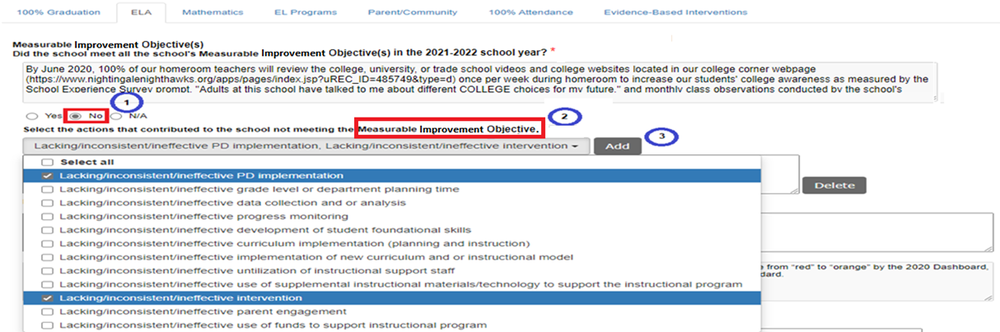 100% Graduation ELA Mathematics EL Programs Parent/Community 100% Attendance Evidence-Based Interventions
Measurable Improvement Objective(s)
Did the school meet all the school's Measurable Improvement Objective(s) in the 2021-2022 school year? *
By June 2020, 100% of our homeroom teachers will review the college, university, or trade school videos and college websites located in our college corner webpage
(https://www.nightingalenighthawks.org/apps/pages/index.jsp?uREC_ID=485749&type=d) once per week during homeroom to increase our students' college awareness as measured by the
School Experience Survey prompt, "Adults at this school have talked to me about different COLLEGE choices for my future." and monthly class observations conducted by the school's
1
Yes No N/A
2
Select the actions that contributed to the school not meeting the Measurable Improvement Objective.
3
Lacking/inconsistent/ineffective PD implementation, Lacking/inconsistent/ineffective intervention Add
Select all
Lacking/inconsistent/ineffective PD implementation
Delete
Lacking/inconsistent/ineffective grade level or department planning time
Lacking/inconsistent/ineffective data collection and or analysis
Lacking/inconsistent/ineffective progress monitoring
Lacking/inconsistent/ineffective development of student foundational skills
Lacking/inconsistent/ineffective curriculum implementation (planning and instruction)
Lacking/inconsistent/ineffective implementation of new curriculum and or instructional model
Lacking/inconsistent/ineffective untilization of instructional support staff
from "red" to "orange" by the 2020 Dashboard,
dard.
Lacking/inconsistent/ineffective use of supplemental instructional materials/technology to support the instructional program
Lacking/inconsistent/ineffective intervention
Lacking/inconsistent/ineffective parent engagement
Lacking/inconsistent/ineffective use of funds to support instructional program